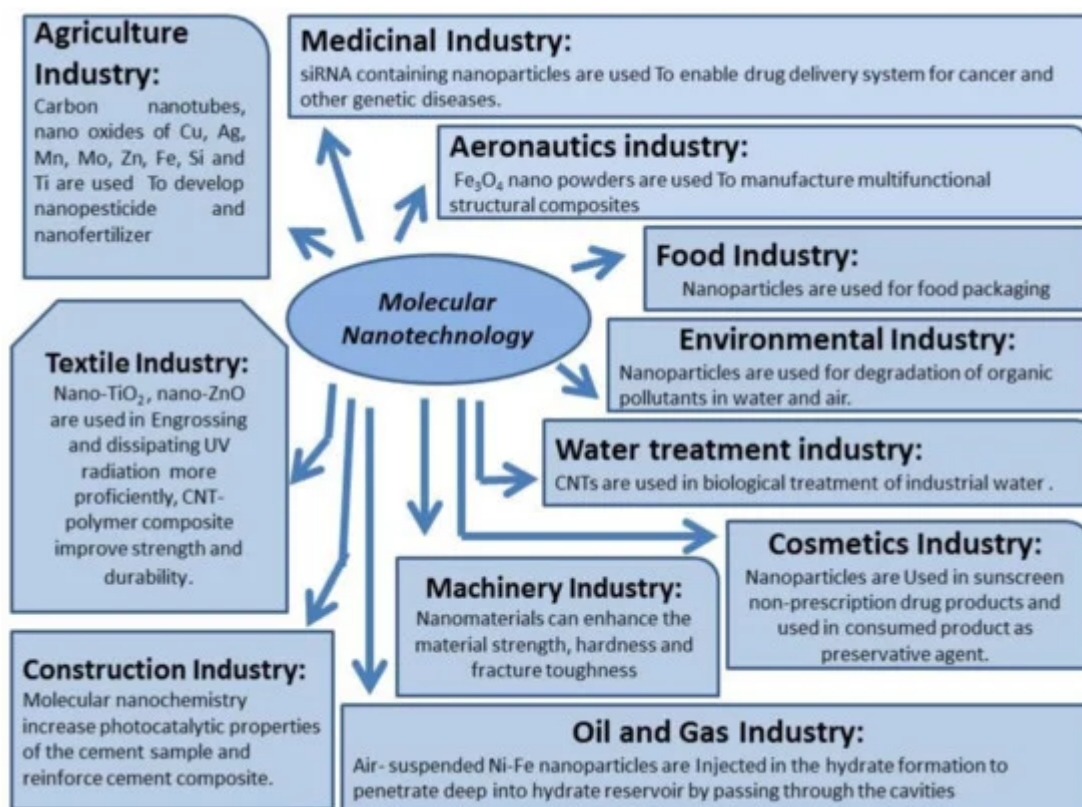 Agriculture
Industry:
Carbon nanotubes,
nano oxides of Cu, Ag,
Mn, Mo, Zn, Fe, Si and
Ti are used To develop
nanopesticide and
nanofertilizer
Medicinal Industry:
siRNA containing nanoparticles are used To enable drug delivery system for cancer and
other genetic diseases.
Aeronautics industry:
Fe₃O₄ nano powders are used To manufacture multifunctional
structural composites
Food Industry:
Nanoparticles are used for food packaging
Molecular
Nanotechnology
Environmental Industry:
Nanoparticles are used for degradation of organic
pollutants in water and air.
Textile Industry:
Nano-TiO₂, nano-ZnO
are used in Engrossing
and dissipating UV
radiation more
proficiently, CNT-
polymer composite
improve strength and
durability.
Water treatment industry:
CNTs are used in biological treatment of industrial water .
Cosmetics Industry:
Nanoparticles are Used in sunscreen
non-prescription drug products and
used in consumed product as
preservative agent.
Machinery Industry:
Nanomaterials can enhance the
material strength, hardness and
fracture toughness
Construction Industry:
Molecular nanochemistry
increase photocatalytic properties
of the cement sample and
reinforce cement composite.
Oil and Gas Industry:
Air- suspended Ni-Fe nanoparticles are Injected in the hydrate formation to
penetrate deep into hydrate reservoir by passing through the cavities